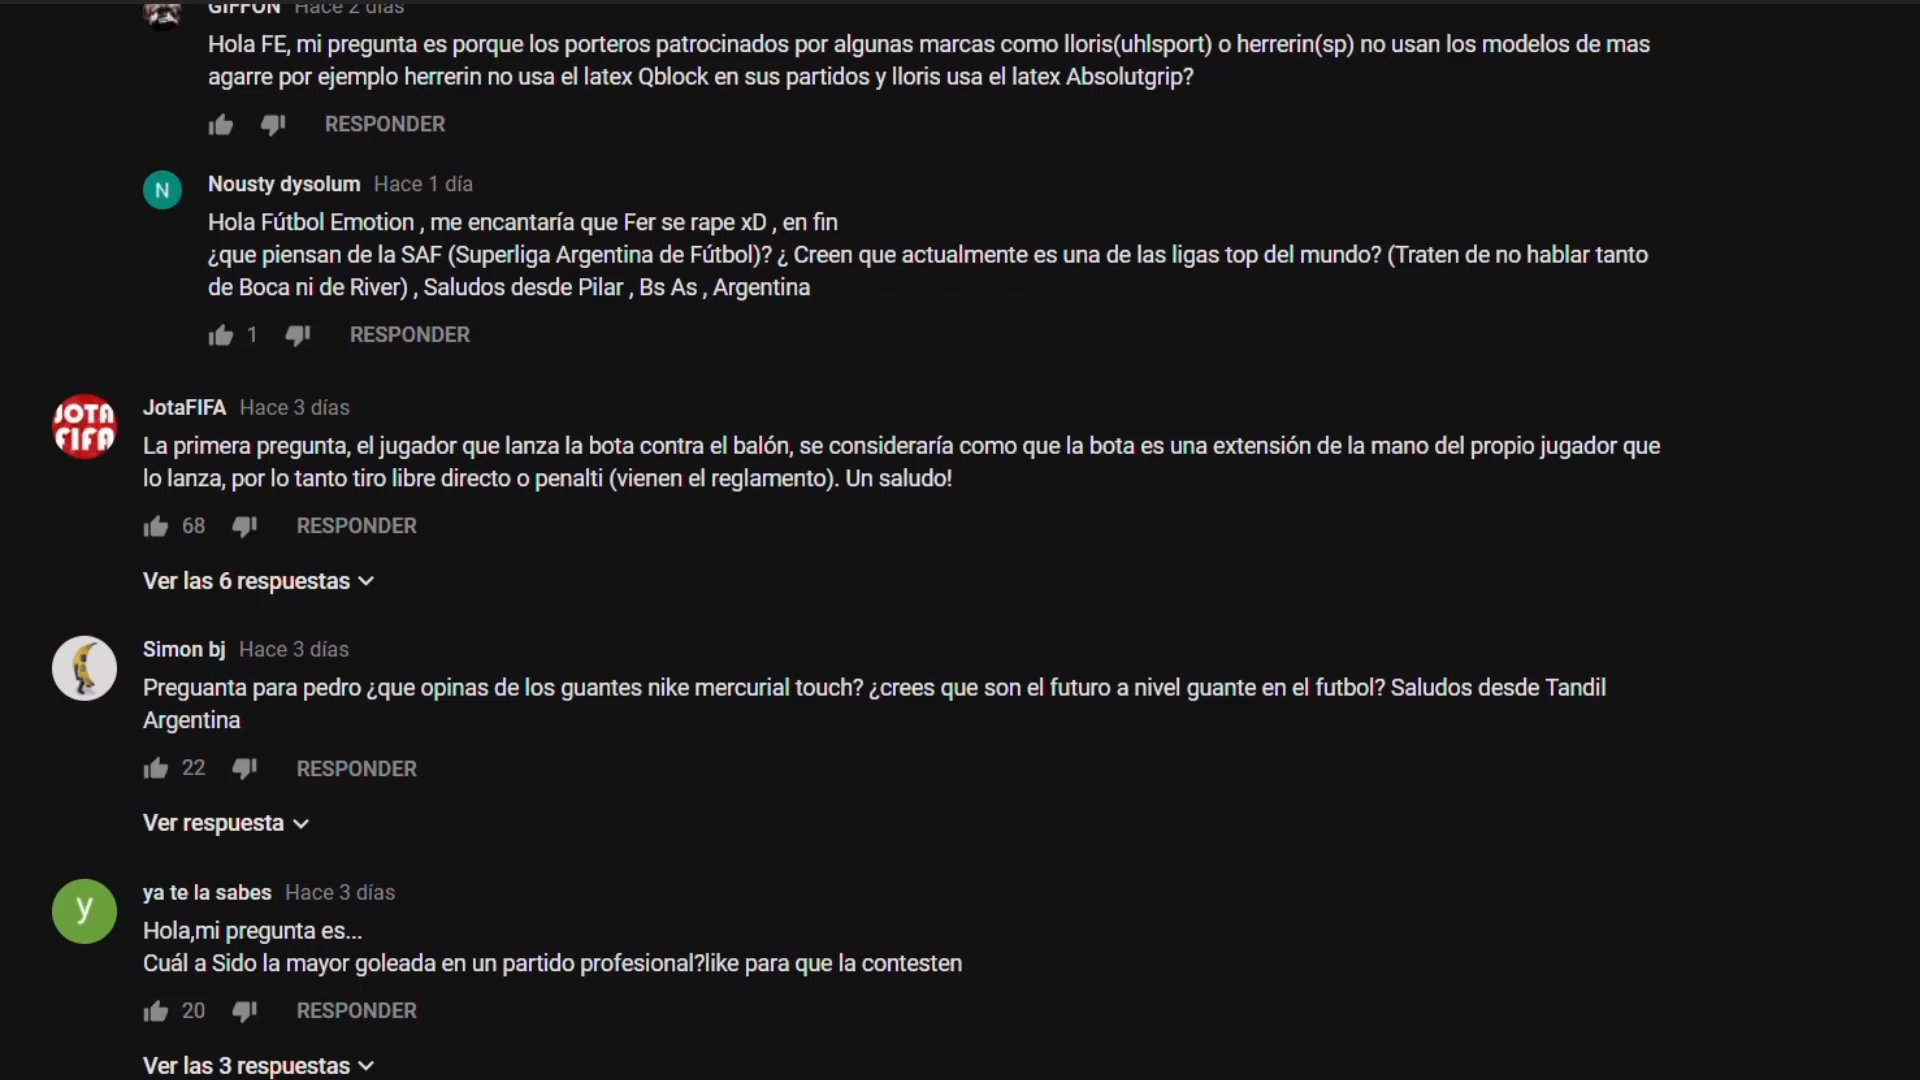 GIFFON Hace 2 días
Hola FE, mi pregunta es porque los porteros patrocinados por algunas marcas como lloris(uhlsport) o herrerin(sp) no usan los modelos de mas
agarre por ejemplo herrerin no usa el latex Qblock en sus partidos y lloris usa el latex Absolutgrip?
RESPONDER
N
Nousty dysolum Hace 1 día
Hola Fútbol Emotion , me encantaría que Fer se rape xD , en fin
¿que piensan de la SAF (Superliga Argentina de Fútbol)? ¿ Creen que actualmente es una de las ligas top del mundo? (Traten de no hablar tanto
de Boca ni de River) , Saludos desde Pilar , Bs As , Argentina
1 RESPONDER
JOTA
FIFA
JotaFIFA Hace 3 días
La primera pregunta, el jugador que lanza la bota contra el balón, se consideraría como que la bota es una extensión de la mano del propio jugador que
lo lanza, por lo tanto tiro libre directo o penalti (vienen el reglamento). Un saludo!
68 RESPONDER
Ver las 6 respuestas
Simon bj Hace 3 días
Preguanta para pedro ¿que opinas de los guantes nike mercurial touch? ¿crees que son el futuro a nivel guante en el futbol? Saludos desde Tandil
Argentina
22 RESPONDER
Ver respuesta
y
ya te la sabes Hace 3 días
Hola,mi pregunta es...
Cuál a Sido la mayor goleada en un partido profesional?like para que la contesten
20 RESPONDER
Ver las 3 respuestas